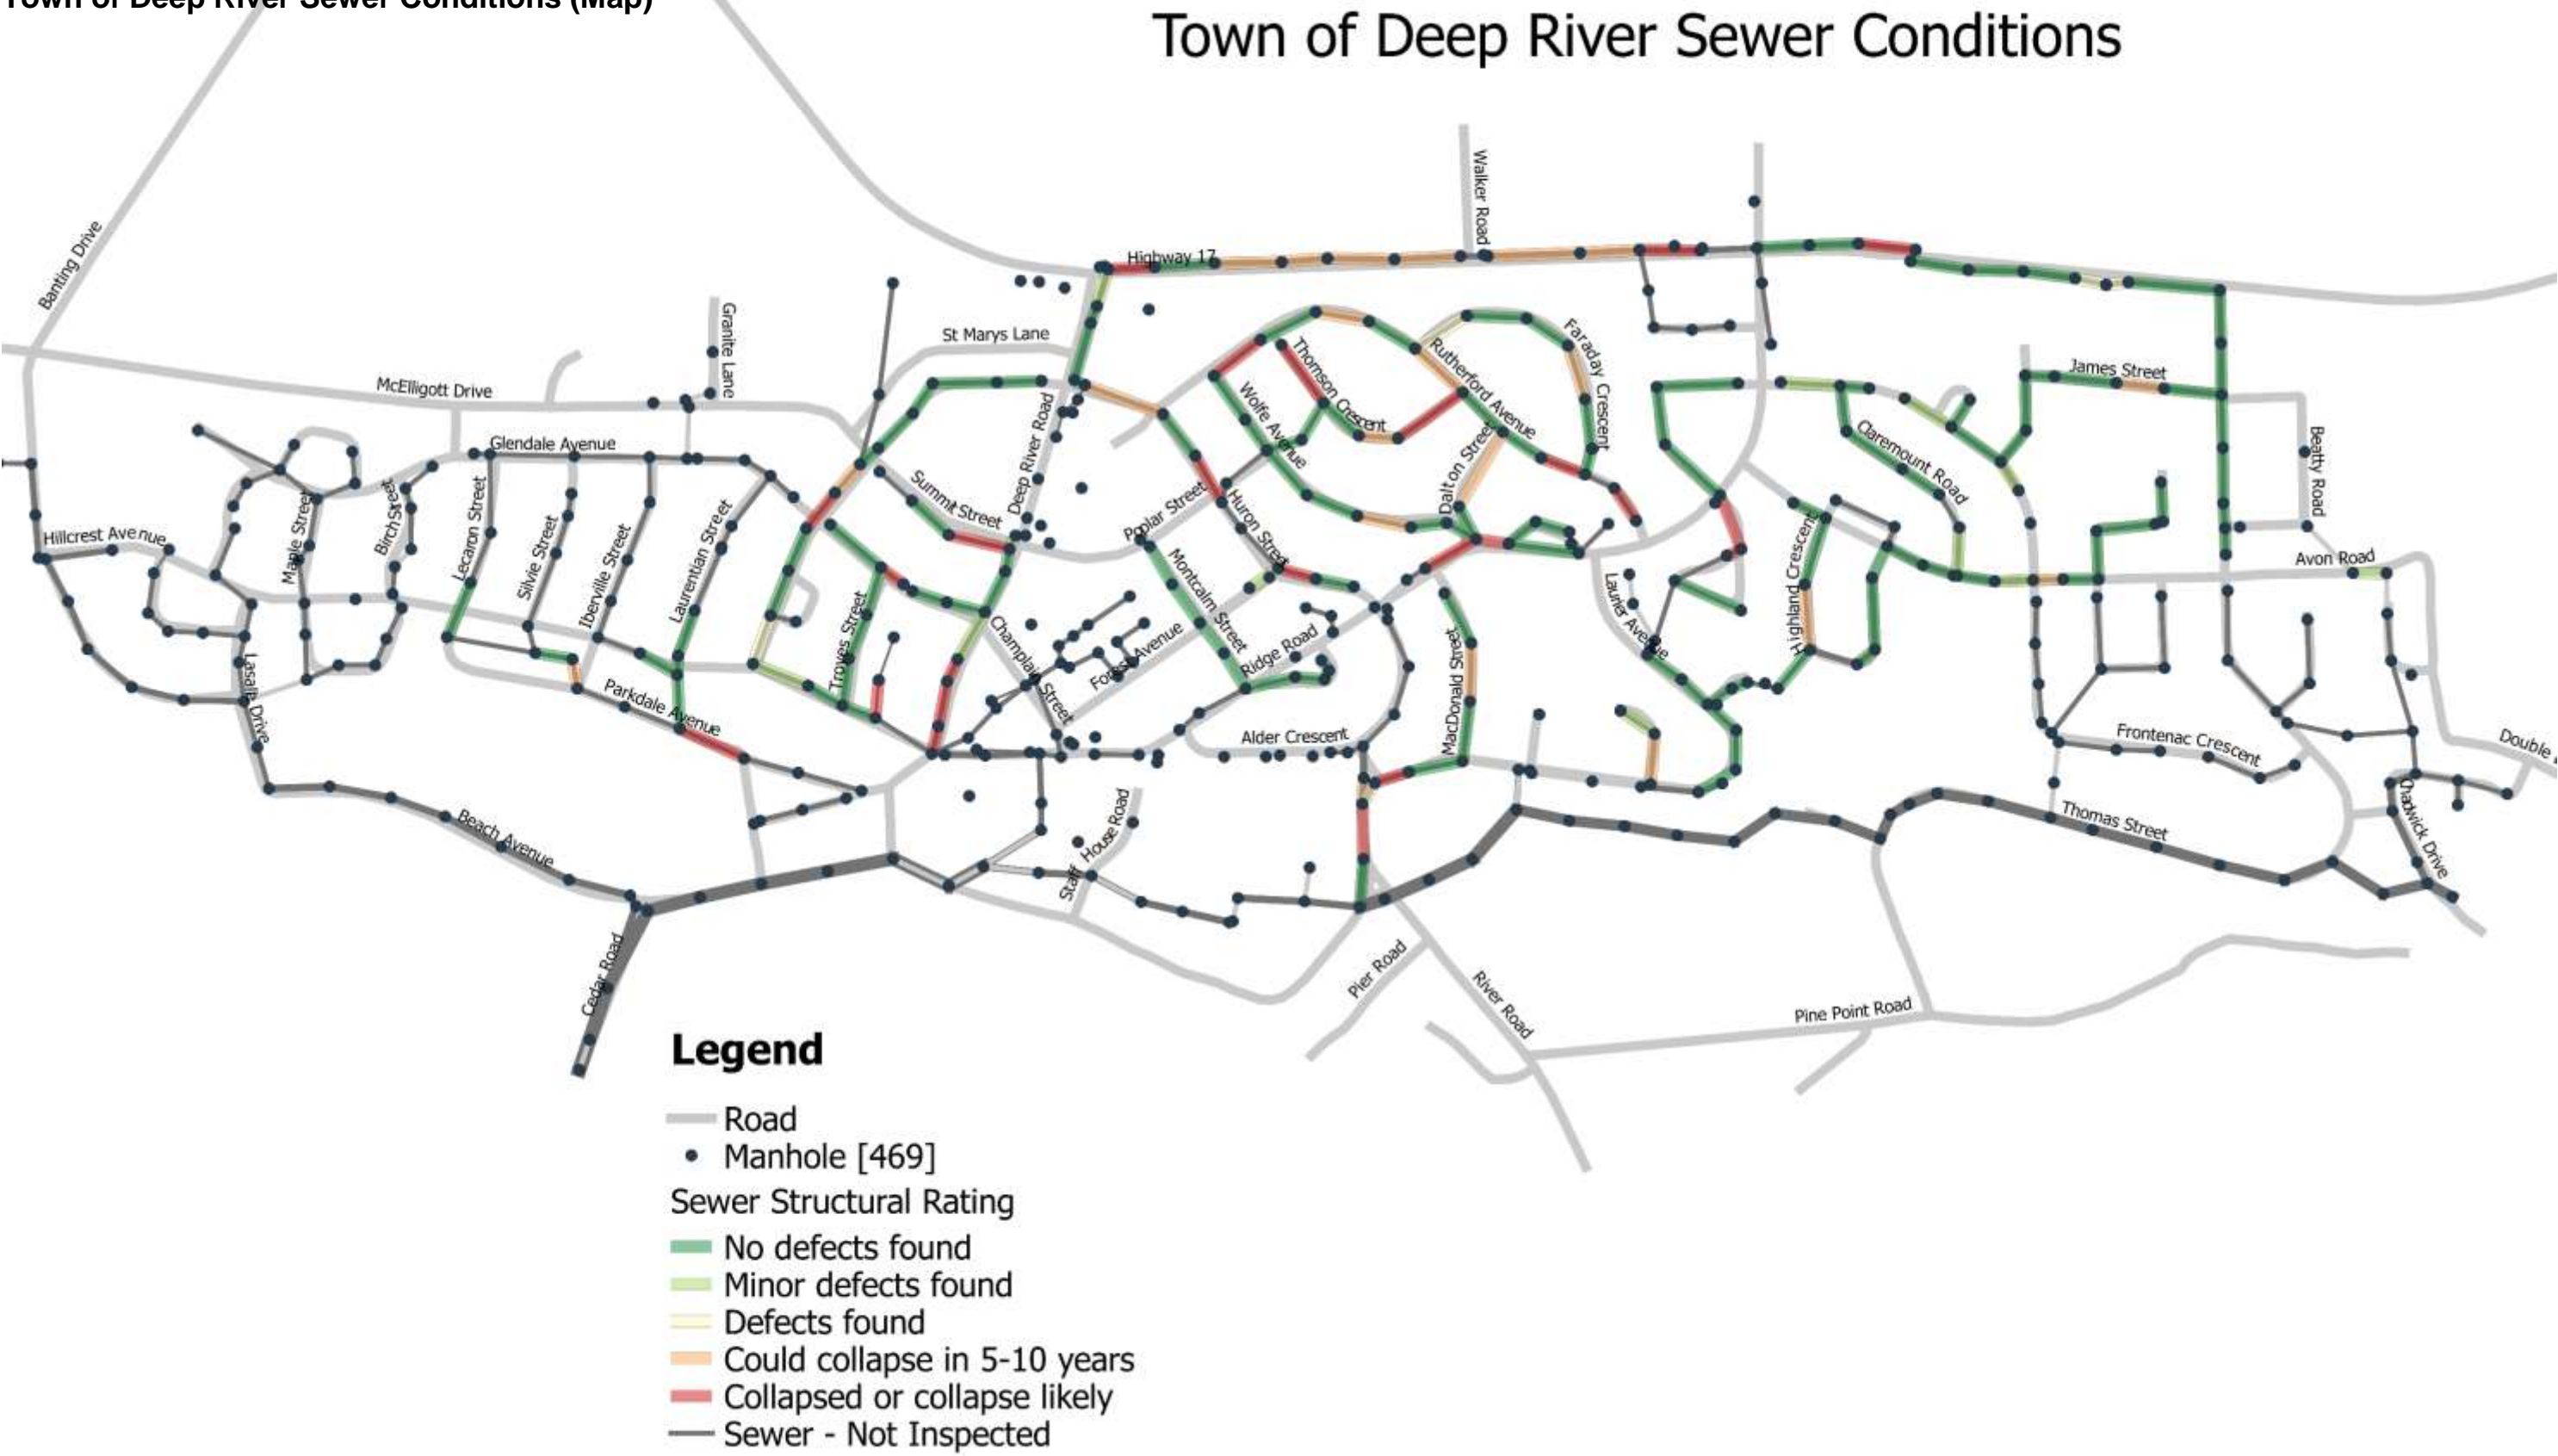 Town of Deep River Sewer Conditions (Map)
Town of Deep River Sewer Conditions
Walker Road
Banting Drive
Highway 17
Granite Lane
St Marys Lane
McElligott Drive
Thomson Crescent
Rutherford Avenue
Faraday Crescent
James Street
Wolfe Avenue
Glendale Avenue
Deep River Road
Dalton Street
Claremount Road
Beatty Road
Summit Street
Poplar Street
Huron Street
Maple Street
Birch Street
Lecaron Street
Silvie Street
Iberville Street
Laurentian Street
Hillcrest Avenue
Montcalm Street
Highland Crescent
Avon Road
Laurier Avenue
Troyes Street
Champlain Street
Forest Avenue
Ridge Road
MacDonald Street
Lasalle Drive
Parkdale Avenue
Alder Crescent
Frontenac Crescent
Double
Beach Avenue
Staff House Road
Thomas Street
Chadwick Drive
Cedar Road
Pier Road
River Road
Pine Point Road
Legend
Road
Manhole [469]
Sewer Structural Rating
No defects found
Minor defects found
Defects found
Could collapse in 5-10 years
Collapsed or collapse likely
Sewer - Not Inspected